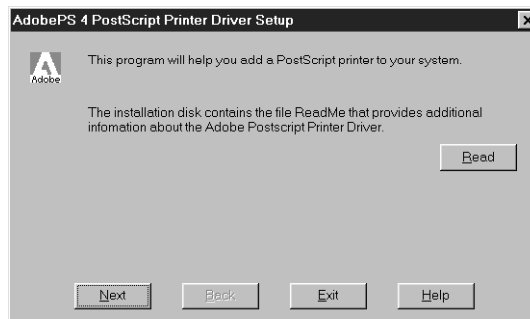 AdobePS 4 PostScript Printer Driver Setup
This program will help you add a PostScript printer to your system.
Adobe
The installation disk contains the file ReadMe that provides additional
infomation about the Adobe Postscript Printer Driver.
Read
Next
Back
Exit
Help